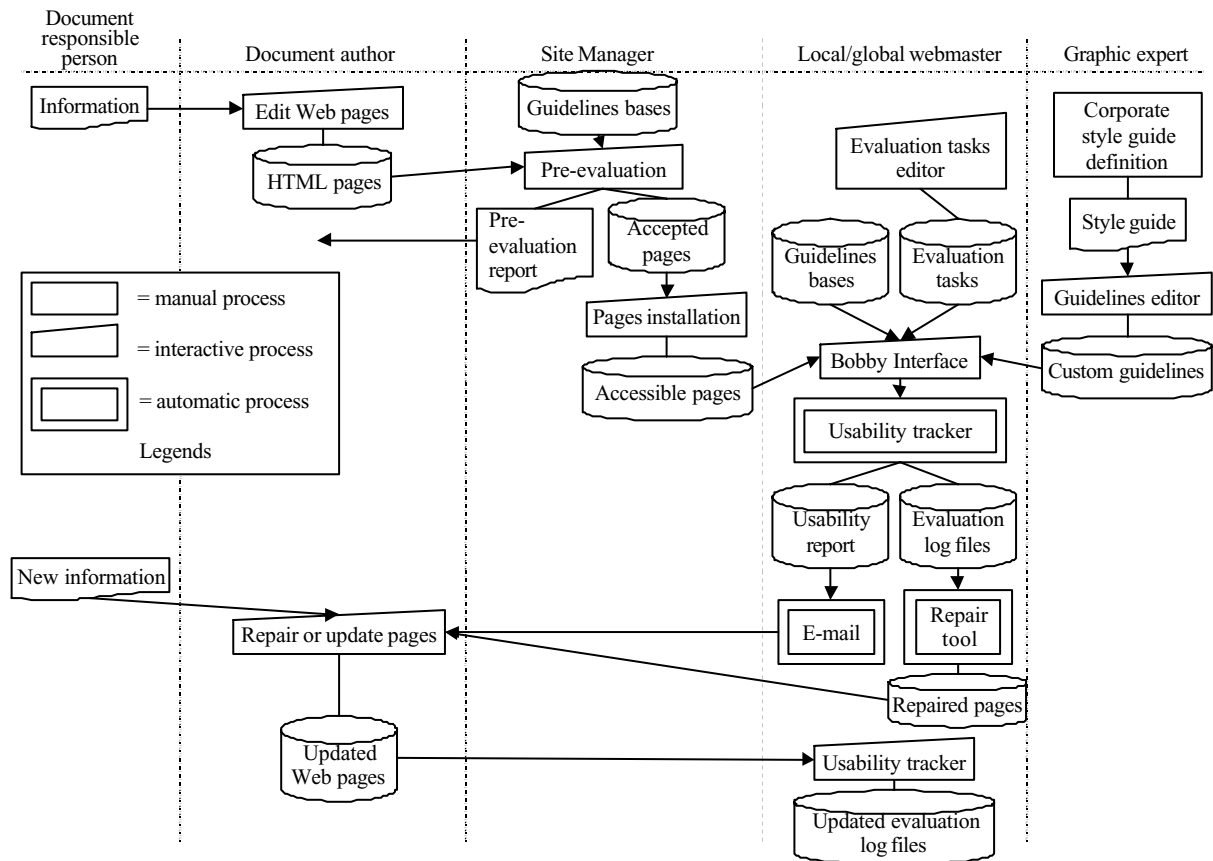 Document
responsible
person
Document author
Site Manager
Local/global webmaster
Graphic expert
Information
Edit Web pages
HTML pages
Guidelines bases
Pre-evaluation
Pre-
evaluation
report
Accepted
pages
Pages installation
Accessible pages
Evaluation tasks
editor
Guidelines
bases
Evaluation
tasks
Bobby Interface
Usability tracker
Usability
report
Evaluation
log files
E-mail
Repair
tool
Repaired pages
Corporate
style guide
definition
Style guide
Guidelines editor
Custom guidelines
= manual process
= interactive process
= automatic process
Legends
New information
Repair or update pages
Updated
Web pages
Usability tracker
Updated evaluation
log files